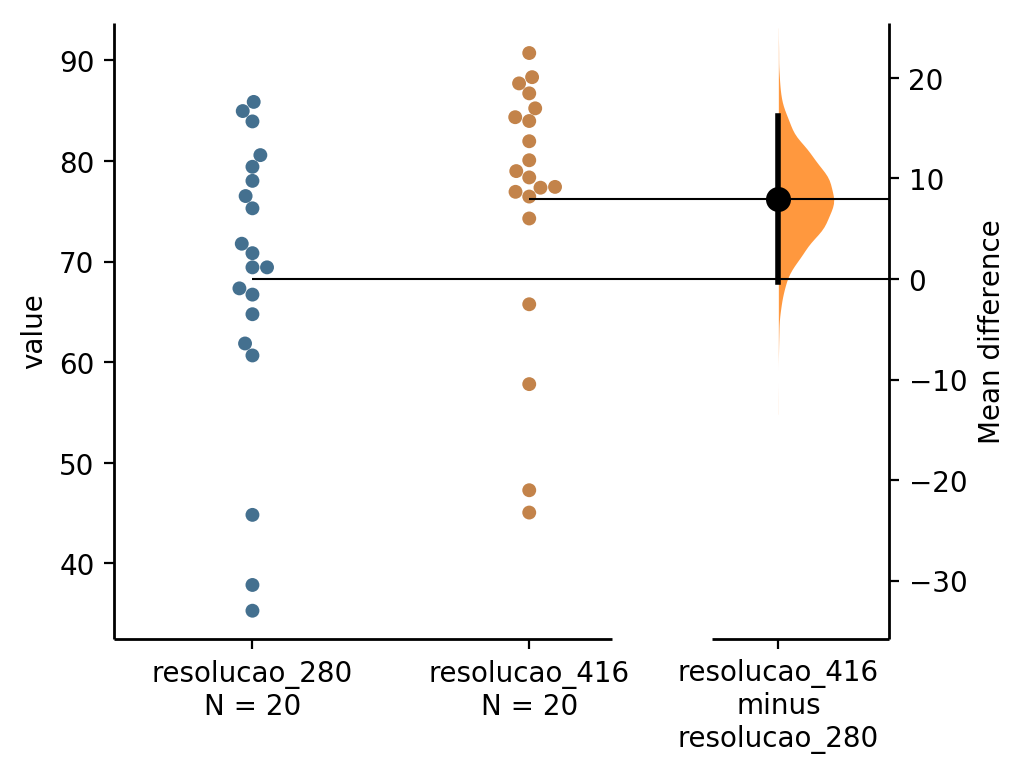 90
80
70
60
50
40
value
20
10
0
−10
−20
−30
Mean difference
resolucao_280
N = 20
resolucao_416
N = 20
resolucao_416
minus
resolucao_280